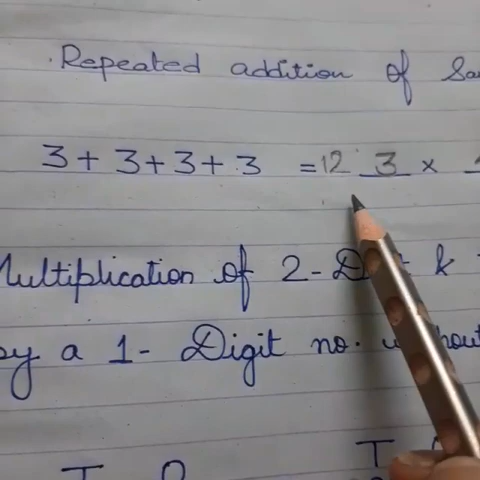 Repeated addition of
3 + 3 + 3 + 3 = 12 3 ×
Multiplication of 2 - &
by a 1 - Digit no.
T O
T